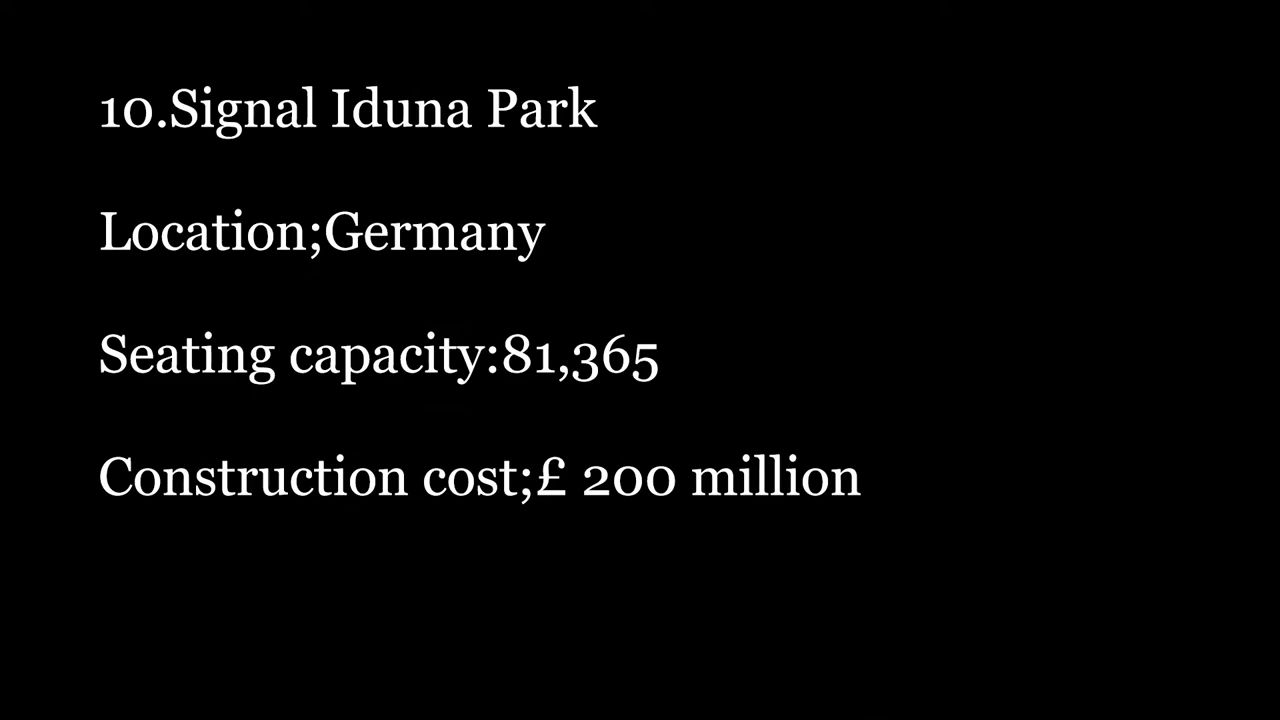 10.Signal Iduna Park
Location;Germany
Seating capacity:81,365
Construction cost;£ 200 million